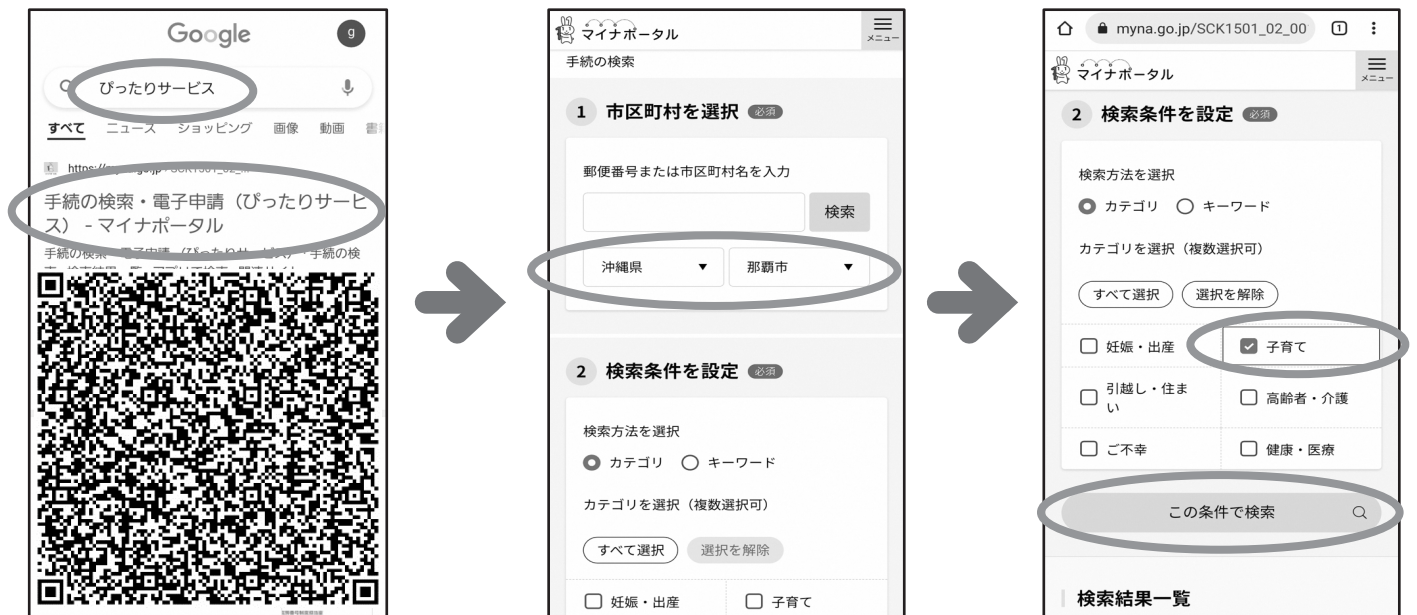 Google
g
ぴったりサービス
すべて ニュース ショッピング 画像 動画
手続の検索・電子申請（ぴったりサービ
ス） - マイナポータル
マイナポータル
メニュー
手続の検索
1 市区町村を選択 必須
郵便番号または市区町村名を入力
検索
沖縄県 ▼ 那覇市 ▼
2 検索条件を設定 必須
検索方法を選択
カテゴリ キーワード
カテゴリを選択（複数選択可）
すべて選択 選択を解除
妊娠・出産 子育て
myna.go.jp/SCK1501_02_00 1
マイナポータル
メニュー
2 検索条件を設定 必須
検索方法を選択
カテゴリ キーワード
カテゴリを選択（複数選択可）
すべて選択 選択を解除
妊娠・出産 子育て
引越し・住ま
い
高齢者・介護
ご不幸 健康・医療
この条件で検索
検索結果一覧